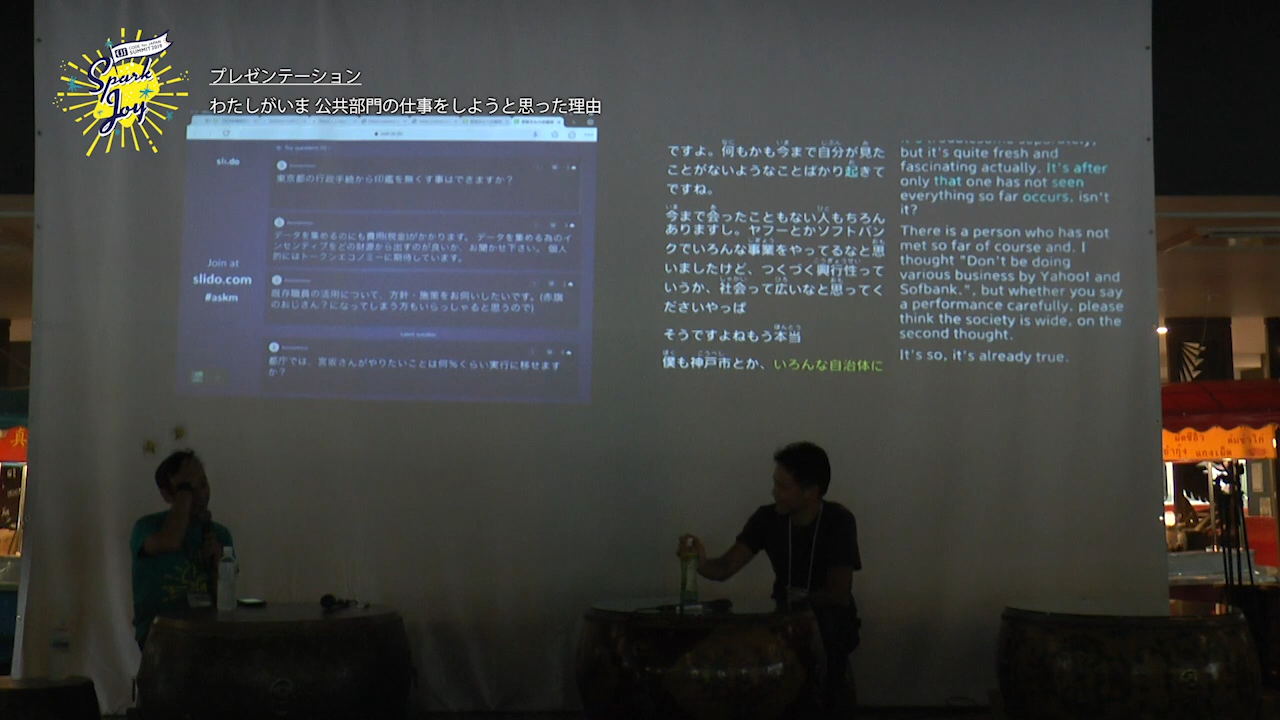 CODE for JAPAN
SUMMIT 2019
Spark
Joy
プレゼンテーション
わたしがいま 公共部門の仕事をしようと思った理由
sli.do
Join at
slido.com
#askm
東京都の行政手続から印鑑を無くす事はできますか？
データを集めるのにも費用(税金)がかかります。 データを集める為のイ
ンセンティブをどの財源から出すのが良いか、お聞かせ下さい。 個人
的にはトークンエコノミーに期待しています。
既存職員の活用について、方針・施策をお伺いしたいです。(赤旗
のおじさん？になってしまう方もいらっしゃると思うので)
都庁では、宮坂さんがやりたいことは何%くらい実行に移せます
か？
ですよ。何もかも今まで自分が見た
ことがないようなことばかり起きて
ですね。
今まで会ったこともない人もちろん
ありますし。ヤフーとかソフトバン
クでいろんな事業をやってるなと思
いましたけど、つくづく興行性って
いうか、社会って広いなと思ってく
ださいやっぱ
そうですよねもう本当
僕も神戸市とか、いろんな自治体に
but it's quite fresh and
fascinating actually. It's after
only that one has not seen
everything so far occurs, isn't
it?
There is a person who has not
met so far of course and. I
thought "Don't be doing
various business by Yahoo! and
Sofbank.", but whether you say
a performance carefully, please
think the society is wide, on the
second thought.
It's so, it's already true.